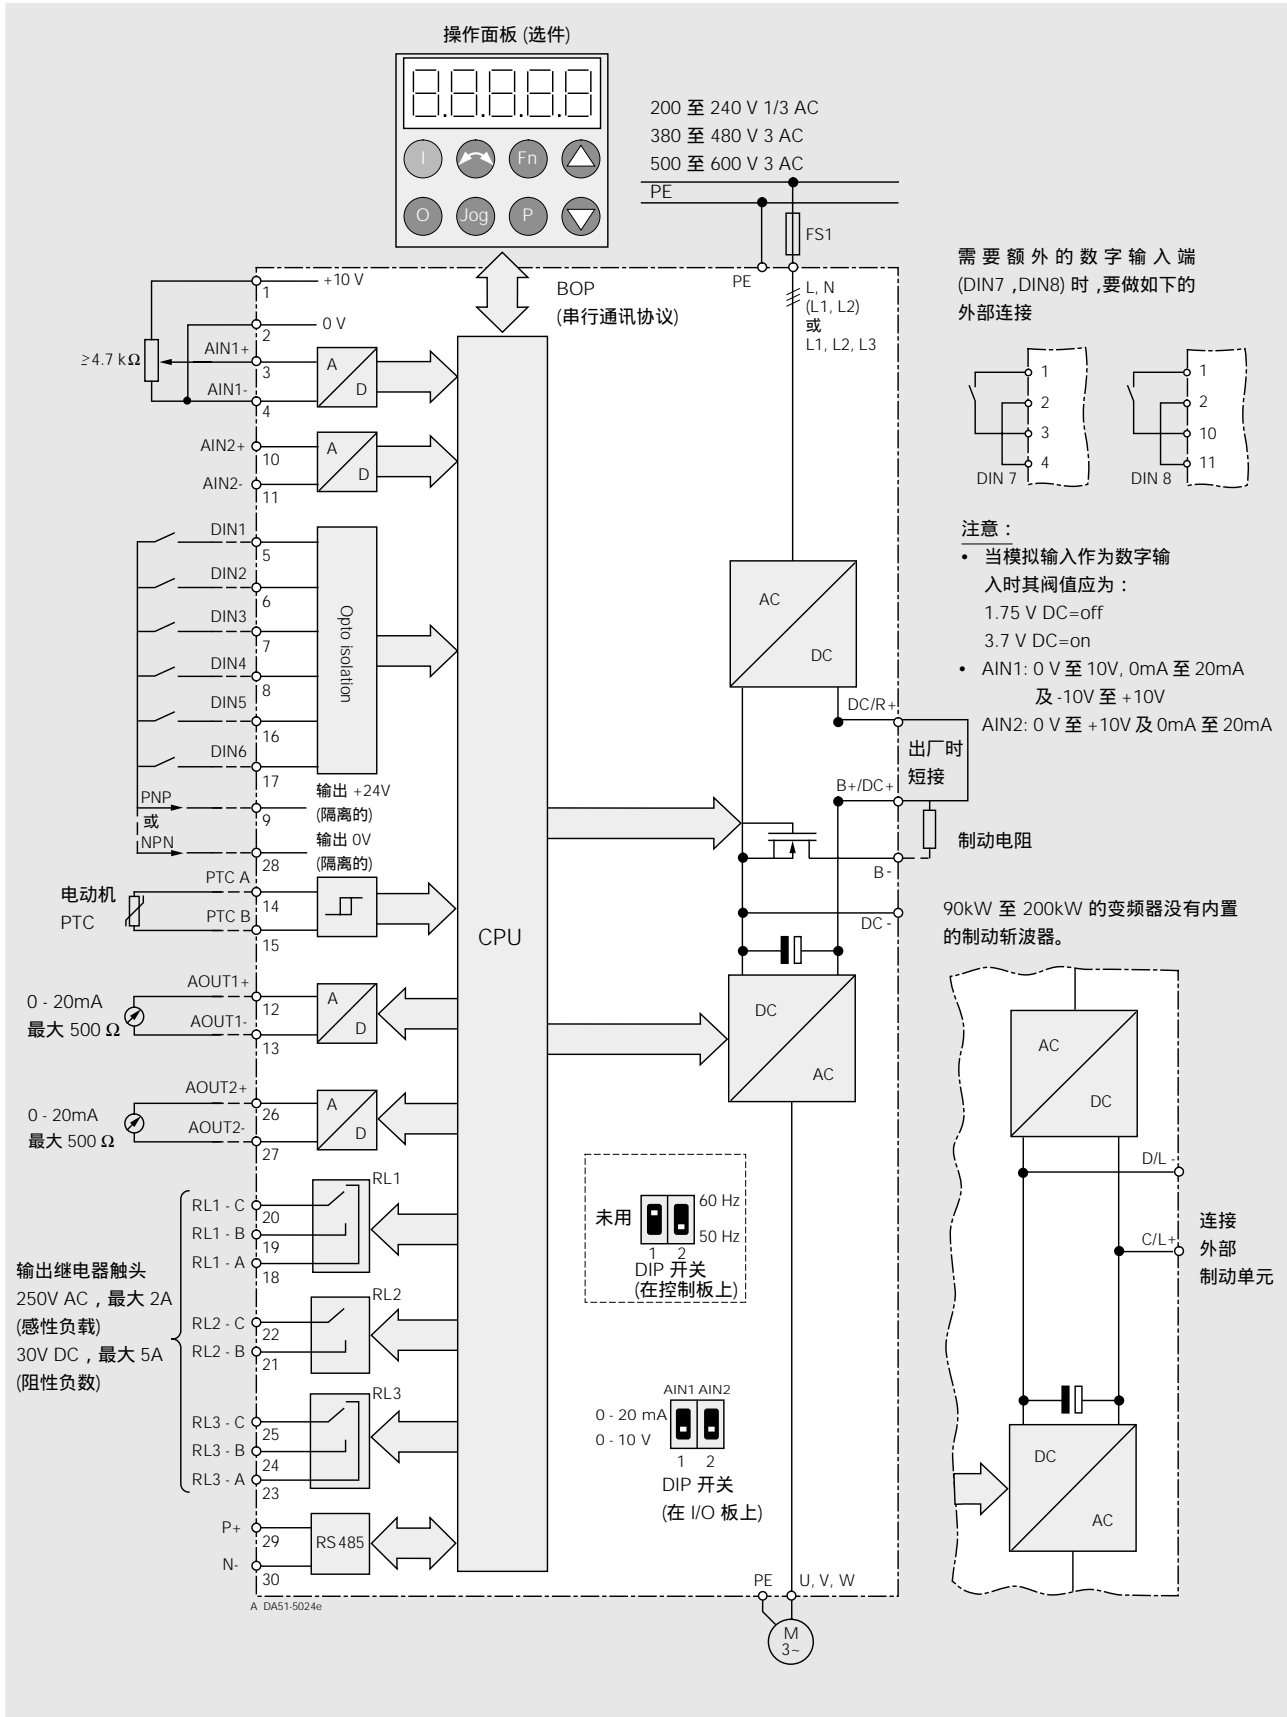 操作面板 (选件)
I
Fn
O
Jog
P
200 至 240 V 1/3 AC
380 至 480 V 3 AC
500 至 600 V 3 AC
PE
FS1
PE
L, N
(L1, L2)
或
L1, L2, L3
BOP
(串行通讯协议)
+10 V
1
0 V
2
≥4.7 kΩ
AIN1+
3
AIN1-
4
A
D
AIN2+
10
AIN2-
11
A
D
DIN1
5
DIN2
6
DIN3
7
DIN4
8
DIN5
16
DIN6
17
Opto isolation
PNP
或
NPN
9
输出 +24V
(隔离的)
28
输出 0V
(隔离的)
电动机
PTC
PTC A
14
PTC B
15
CPU
0 - 20mA
最大 500 Ω
AOUT1+
12
AOUT1-
13
A
D
0 - 20mA
最大 500 Ω
AOUT2+
26
AOUT2-
27
A
D
输出继电器触头
250V AC，最大 2A
(感性负载)
30V DC，最大 5A
(阻性负数)
RL1
RL1 - C
20
RL1 - B
19
RL1 - A
18
RL2
RL2 - C
22
RL2 - B
21
RL3
RL3 - C
25
RL3 - B
24
RL3 - A
23
P+
29
N-
30
RS485
A DA51-5024e
AC
DC
DC/R+
出厂时
短接
B+/DC+
制动电阻
B-
DC-
DC
AC
未用
60 Hz
50 Hz
1 2
DIP 开关
(在控制板上)
AIN1 AIN2
0 - 20 mA
0 - 10 V
1 2
DIP 开关
(在 I/O 板上)
PE
U, V, W
M
3~
需要额外的数字输入端
(DIN7 ,DIN8) 时 ,要做如下的
外部连接
1
2
3
4
DIN 7
1
2
10
11
DIN 8
注意：
• 当模拟输入作为数字输
入时其阀值应为：
1.75 V DC=off
3.7 V DC=on
• AIN1: 0 V 至 10V, 0mA 至 20mA
及 -10V 至 +10V
AIN2: 0 V 至 +10V 及 0mA 至 20mA
90kW 至 200kW 的变频器没有内置
的制动斩波器。
AC
DC
D/L -
C/L+
连接
外部
制动单元
DC
AC